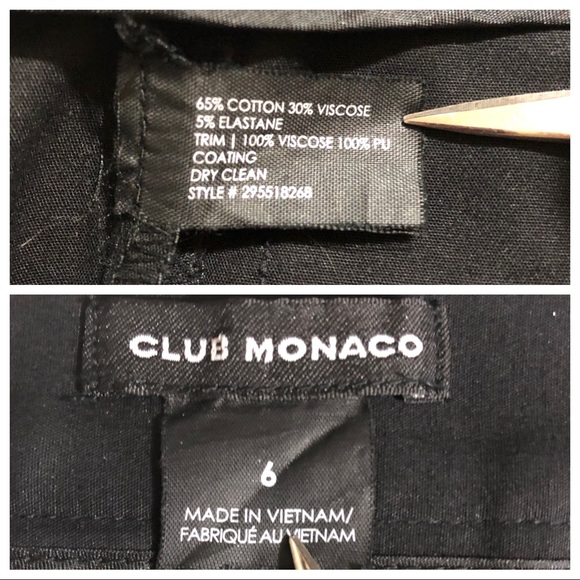 65% COTTON 30% VISCOSE
5% ELASTANE
TRIM | 100% VISCOSE 100% PU
COATING
DRY CLEAN
STYLE # 295518268
CLUB MONACO
6
MADE IN VIETNAM/
FABRIQUÉ AU VIETNAM